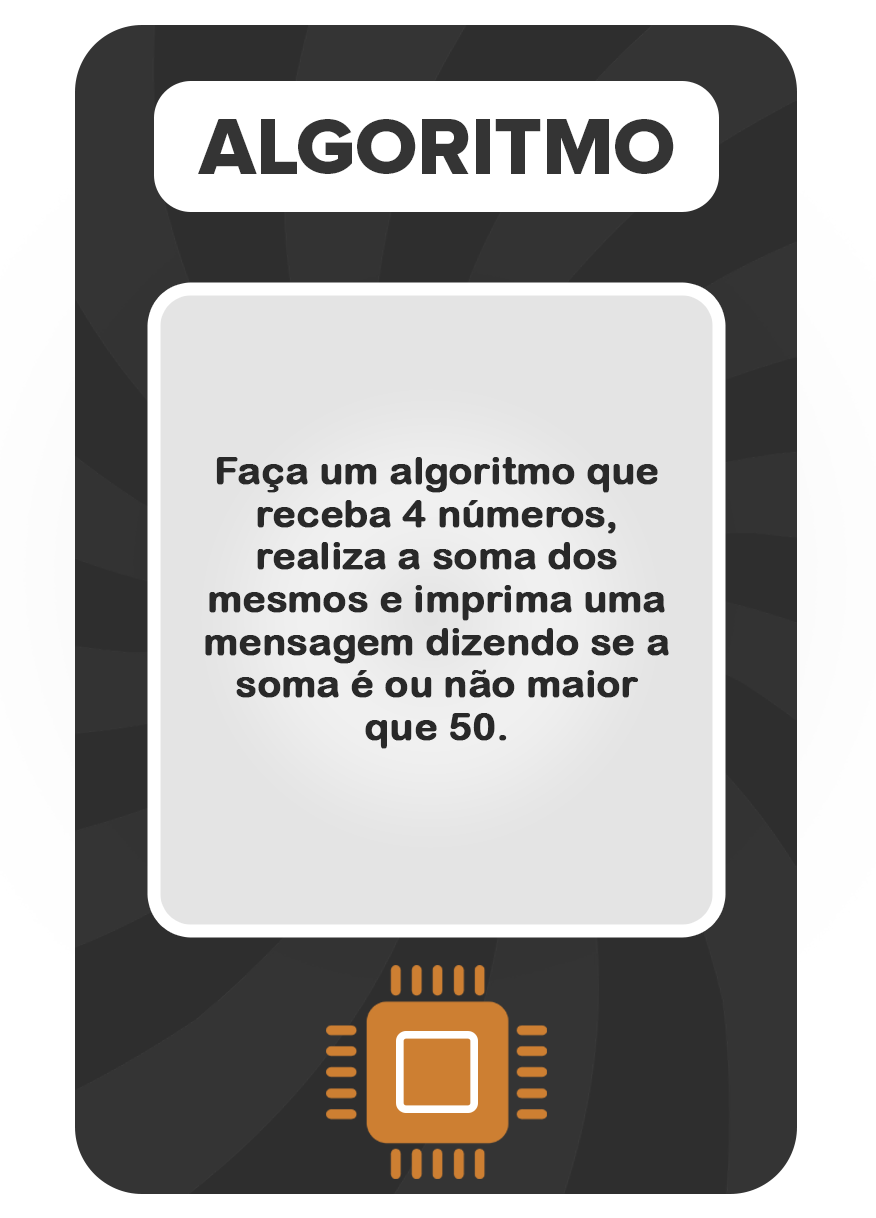 ALGORITMO
Faça um algoritmo que
receba 4 números,
realiza a soma dos
mesmos e imprima uma
mensagem dizendo se a
soma é ou não maior
que 50.